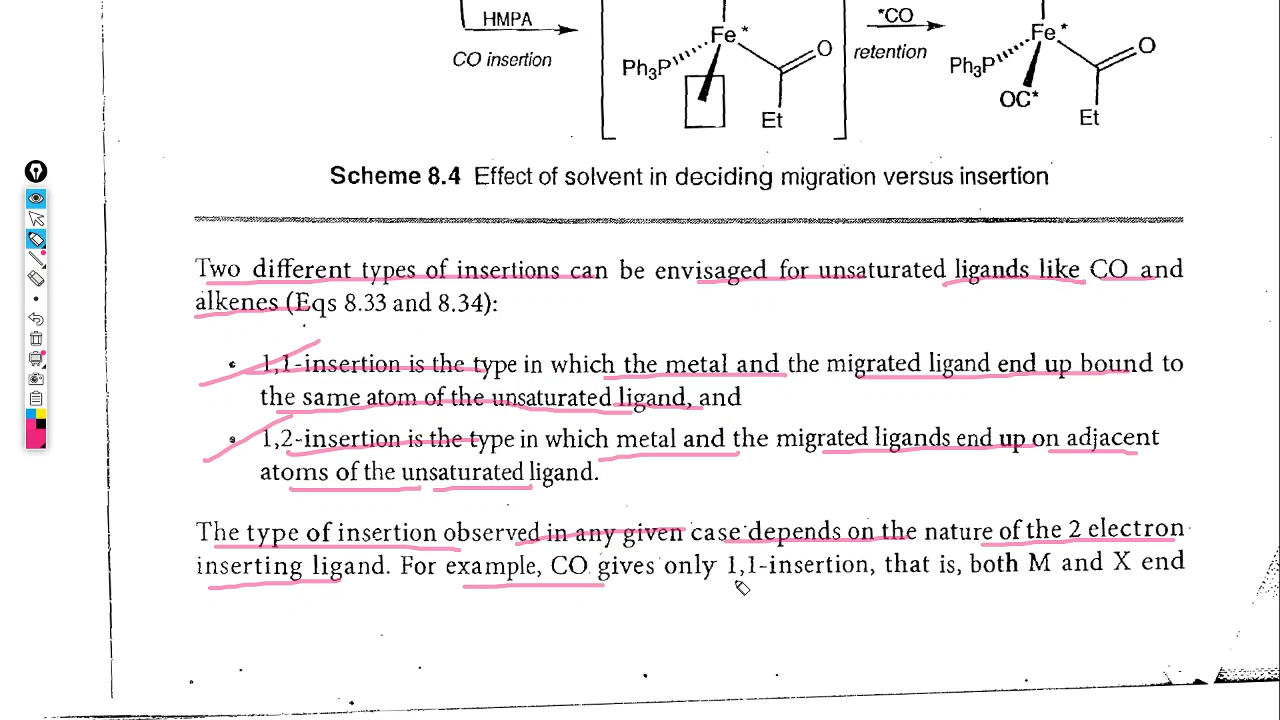 HMPA
CO insertion
Fe*
Ph3P
O
Et
*CO
retention
Fe*
Ph3P
OC*
O
Et
Scheme 8.4 Effect of solvent in deciding migration versus insertion
Two different types of insertions can be envisaged for unsaturated ligands like CO and
alkenes (Eqs 8.33 and 8.34):
• 1,1-insertion is the type in which the metal and the migrated ligand end up bound to
the same atom of the unsaturated ligand, and
• 1,2-insertion is the type in which metal and the migrated ligands end up on adjacent
atoms of the unsaturated ligand.
The type of insertion observed in any given case depends on the nature of the 2 electron
inserting ligand. For example, CO gives only 1,1-insertion, that is, both M and X end